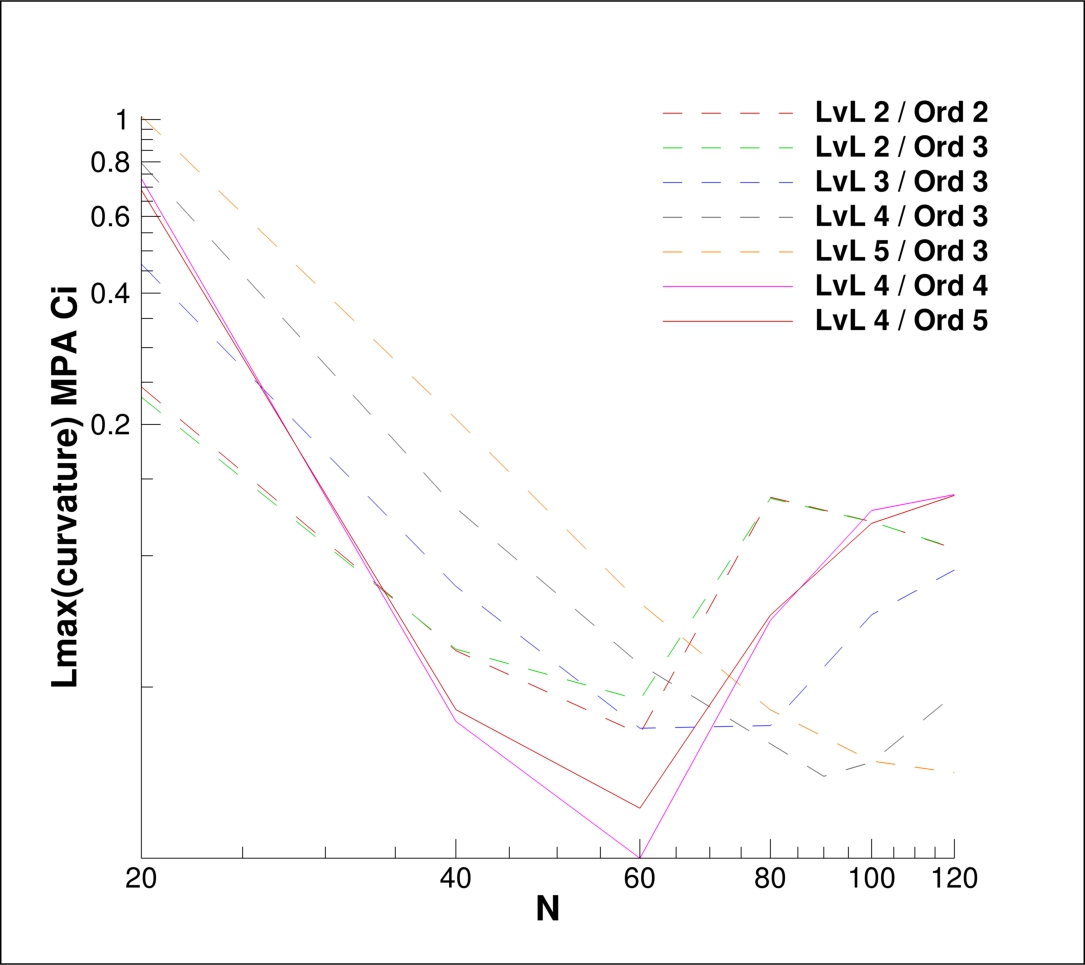 1
0.8
0.6
0.4
0.2
Lmax(curvature) MPA Ci
LvL 2 / Ord 2
LvL 2 / Ord 3
LvL 3 / Ord 3
LvL 4 / Ord 3
LvL 5 / Ord 3
LvL 4 / Ord 4
LvL 4 / Ord 5
20 40 60 80 100 120
N